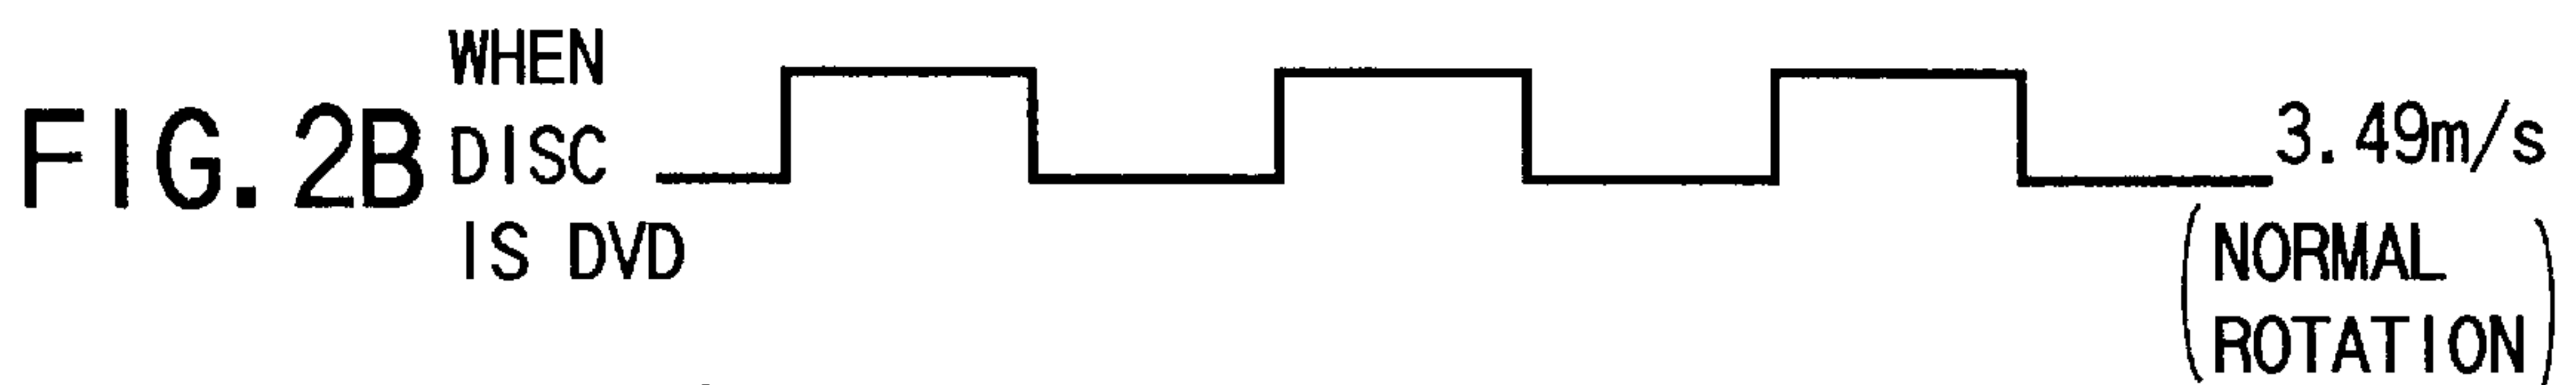 FIG. 2B
WHEN
DISC
IS DVD
3.49m/s
(NORMAL
ROTATION)